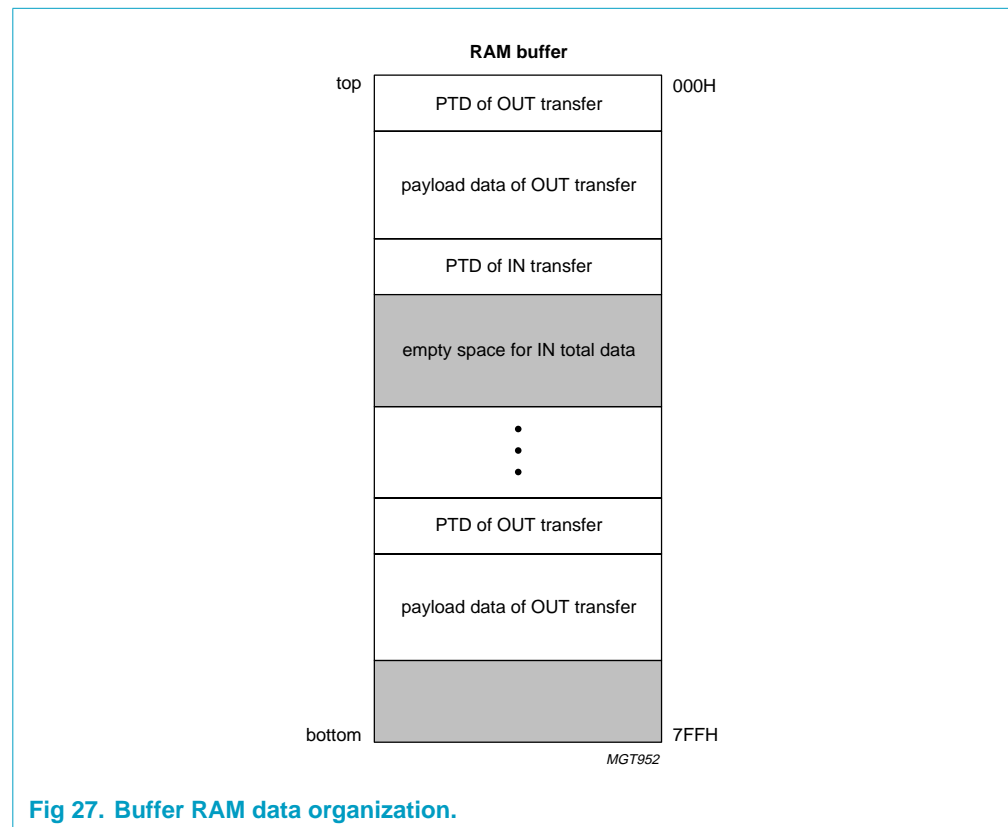 RAM buffer
top
000H
PTD of OUT transfer
payload data of OUT transfer
PTD of IN transfer
empty space for IN total data
PTD of OUT transfer
payload data of OUT transfer
bottom
7FFH
MGT952
Fig 27. Buffer RAM data organization.